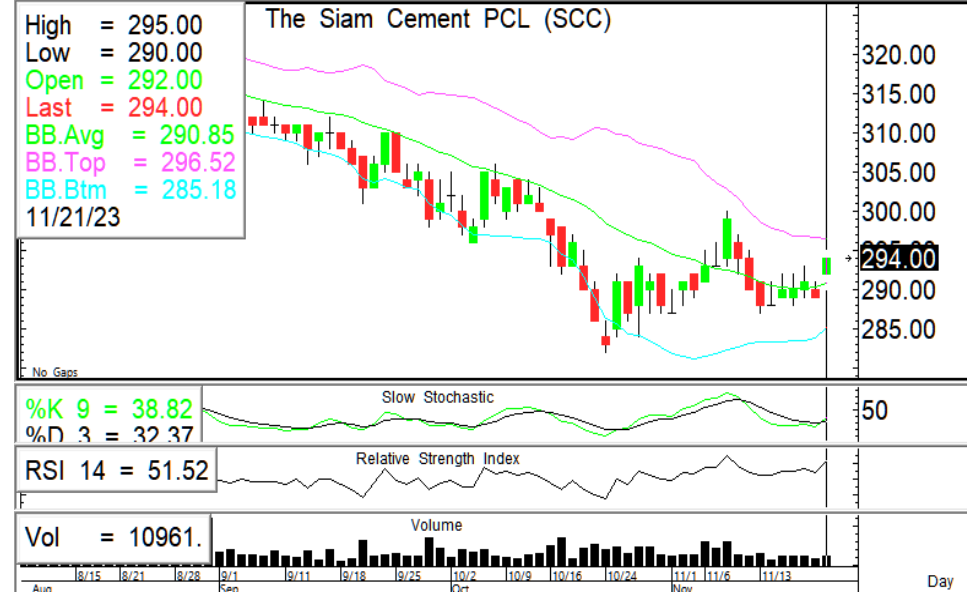 The Siam Cement PCL (SCC)
High = 295.00
Low = 290.00
Open = 292.00
Last = 294.00
BB.Avg = 290.85
BB.Top = 296.52
BB.Btm = 285.18
11/21/23
320.00
315.00
310.00
305.00
300.00
295.00
294.00
290.00
285.00
No Gaps
Slow Stochastic
%K 9 = 38.82
%D 3 = 32.37
50
Relative Strength Index
RSI 14 = 51.52
Volume
Vol = 10961.
8/15 8/21 8/28 9/1 9/11 9/18 9/25 10/2 10/9 10/16 10/24 11/1 11/6 11/13
Aug Sep Oct Nov Day